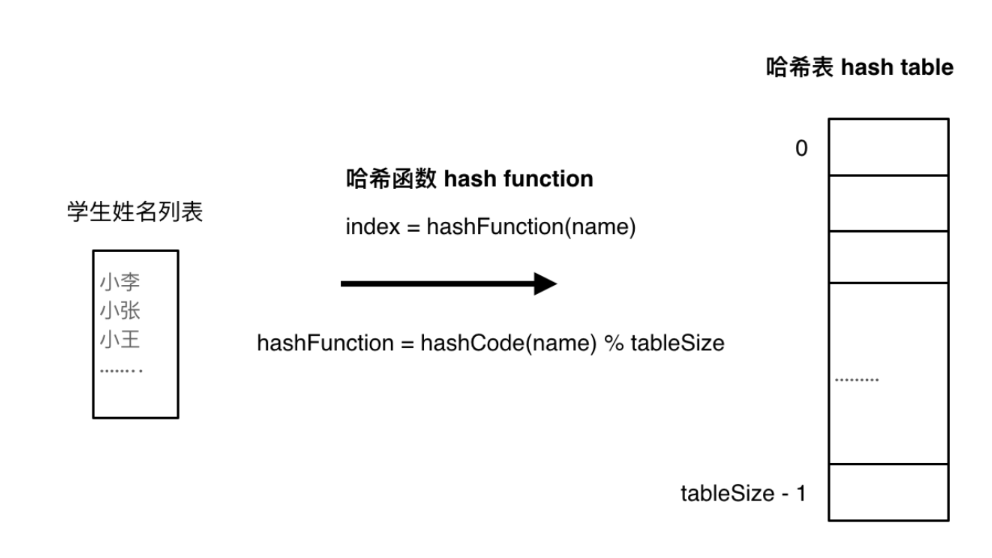 哈希表 hash table
0
哈希函数 hash function
学生姓名列表
index = hashFunction(name)
小李
小张
小王
........
hashFunction = hashCode(name) % tableSize
.........
tableSize - 1